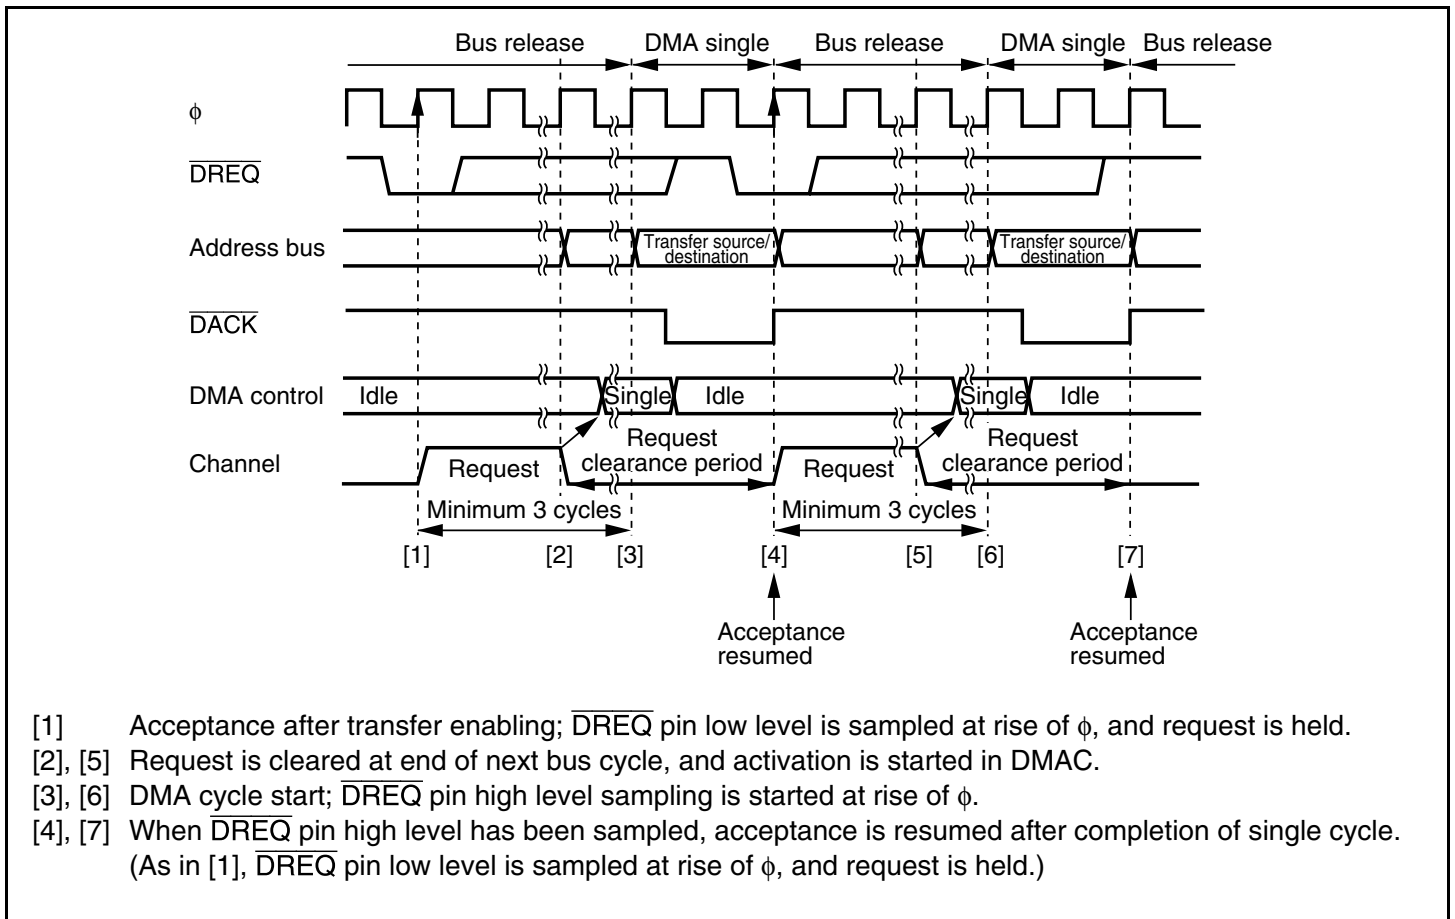 Bus release DMA single Bus release DMA single Bus release
φ
DREQ
Address bus Transfer source/ Transfer source/
destination destination
DACK
DMA control Idle Single Idle Single Idle
Request Request
Channel Request clearance period Request clearance period
Minimum 3 cycles Minimum 3 cycles
[1] [2] [3] [4] [5] [6] [7]
Acceptance Acceptance
resumed resumed
[1] Acceptance after transfer enabling; DREQ pin low level is sampled at rise of φ, and request is held.
[2], [5] Request is cleared at end of next bus cycle, and activation is started in DMAC.
[3], [6] DMA cycle start; DREQ pin high level sampling is started at rise of φ.
[4], [7] When DREQ pin high level has been sampled, acceptance is resumed after completion of single cycle.
(As in [1], DREQ pin low level is sampled at rise of φ, and request is held.)